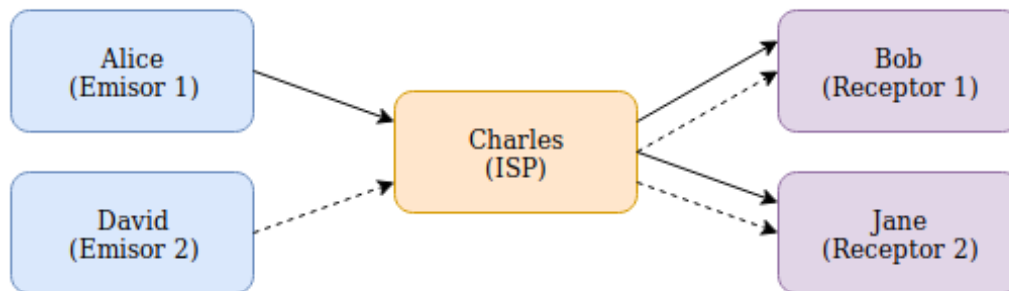 Alice
(Emisor 1)
David
(Emisor 2)
Charles
(ISP)
Bob
(Receptor 1)
Jane
(Receptor 2)